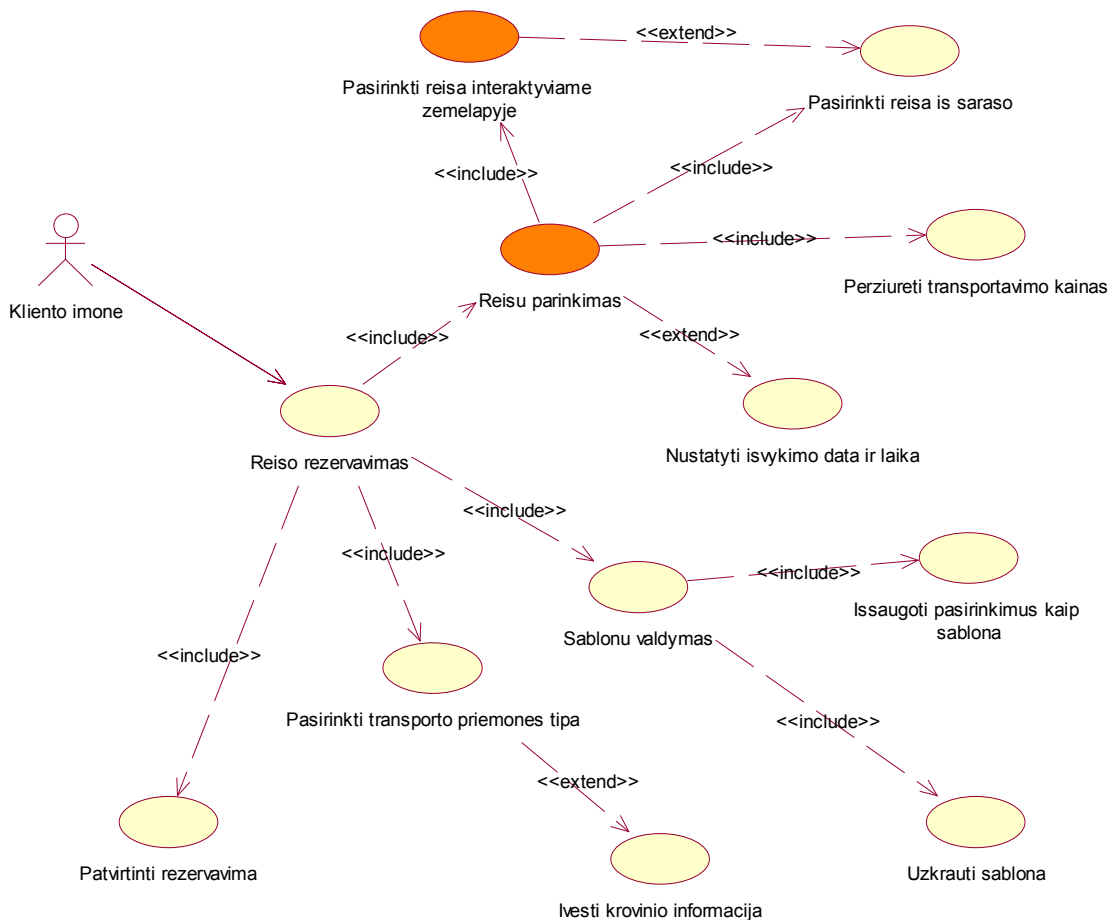 <<extend>>
Pasirinkti reisa interaktyviame
zemelapyje
Pasirinkti reisa is saraso
<<include>>
<<include>>
<<include>>
Kliento imone
Reisu parinkimas
Perziureti transportavimo kainas
<<include>>
<<extend>>
Reiso rezervavimas
Nustatyti isvykimo data ir laika
<<include>>
<<include>>
<<include>>
Issaugoti pasirinkimus kaip
sablona
Sablonu valdymas
<<include>>
Pasirinkti transporto priemones tipa
<<include>>
<<extend>>
Patvirtinti rezervavima
Uzkrauti sablona
Ivesti krovinio informacija